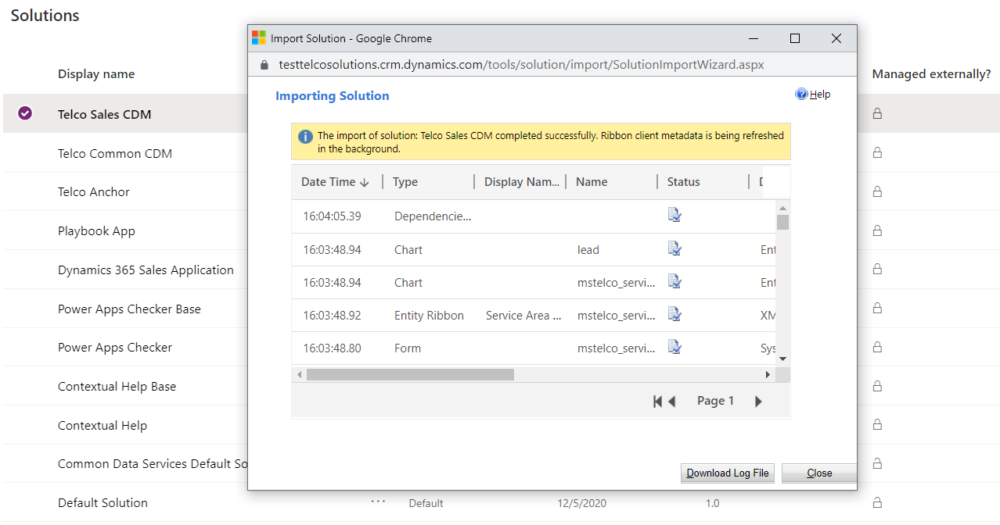 Solutions
Import Solution - Google Chrome
testtelcosolutions.crm.dynamics.com/tools/solution/import/SolutionImportWizard.aspx
Display name
Managed externally?
Importing Solution
Help
Telco Sales CDM
The import of solution: Telco Sales CDM completed successfully. Ribbon client metadata is being refreshed
in the background.
Telco Common CDM
Date Time Type Display Nam... Name Status D
Telco Anchor
16:04:05.39 Dependencie...
Playbook App
16:03:48.94 Chart lead Ent
Dynamics 365 Sales Application
16:03:48.94 Chart mstelco_servi... Ent
Power Apps Checker Base
16:03:48.92 Entity Ribbon Service Area ... mstelco_servi... XM
Power Apps Checker
16:03:48.80 Form mstelco_servi... Sys
Contextual Help Base
Page 1
Contextual Help
Common Data Services Default So
Download Log File Close
Default Solution ... Default 12/5/2020 1.0